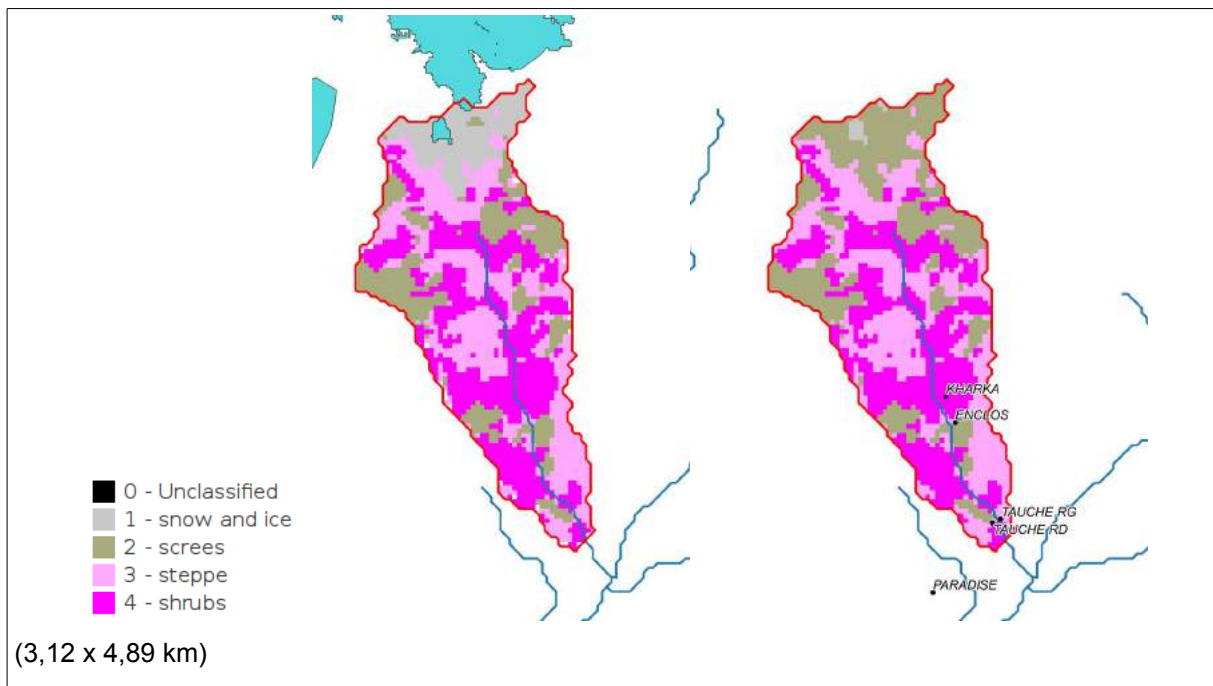 KHARKA
ENCLOS
0 - Unclassified
1 - snow and ice
2 - screes
3 - steppe
4 - shrubs
TAUCHE RG
TAUCHE RD
PARADISE
(3,12 x 4,89 km)